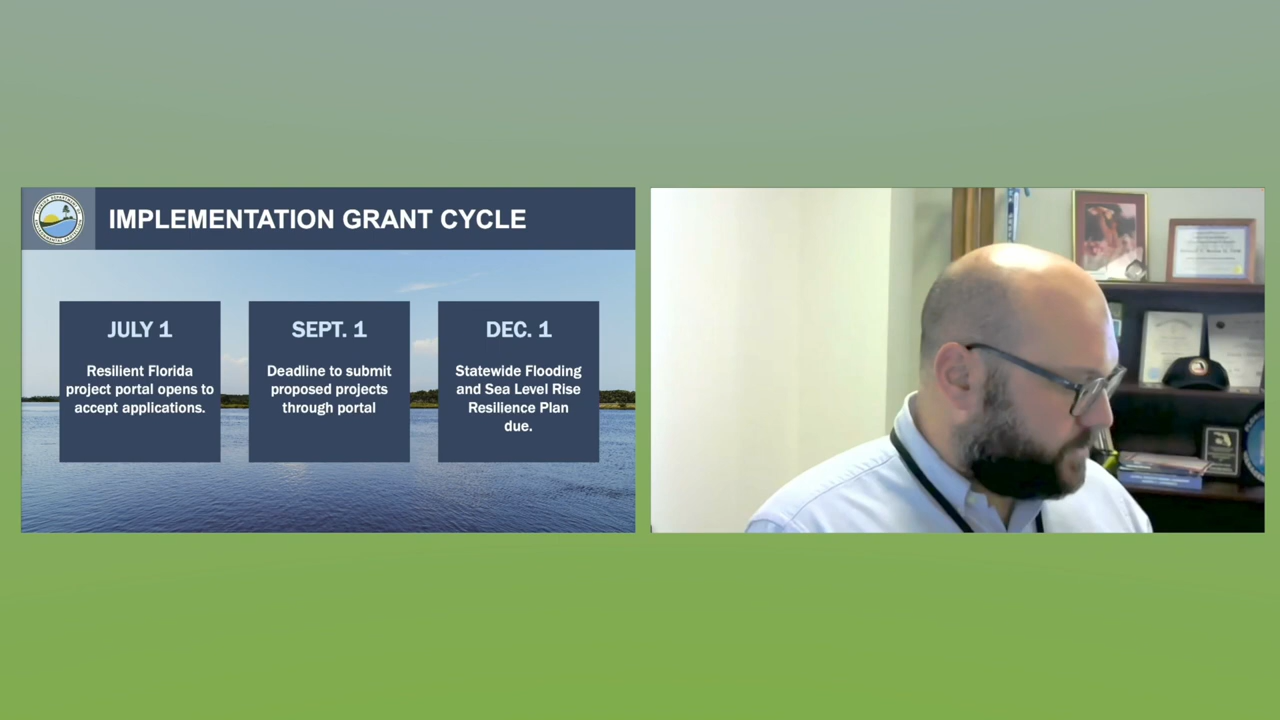 IMPLEMENTATION GRANT CYCLE
JULY 1
Resilient Florida
project portal opens to
accept applications.
SEPT. 1
Deadline to submit
proposed projects
through portal
DEC. 1
Statewide Flooding
and Sea Level Rise
Resilience Plan
due.